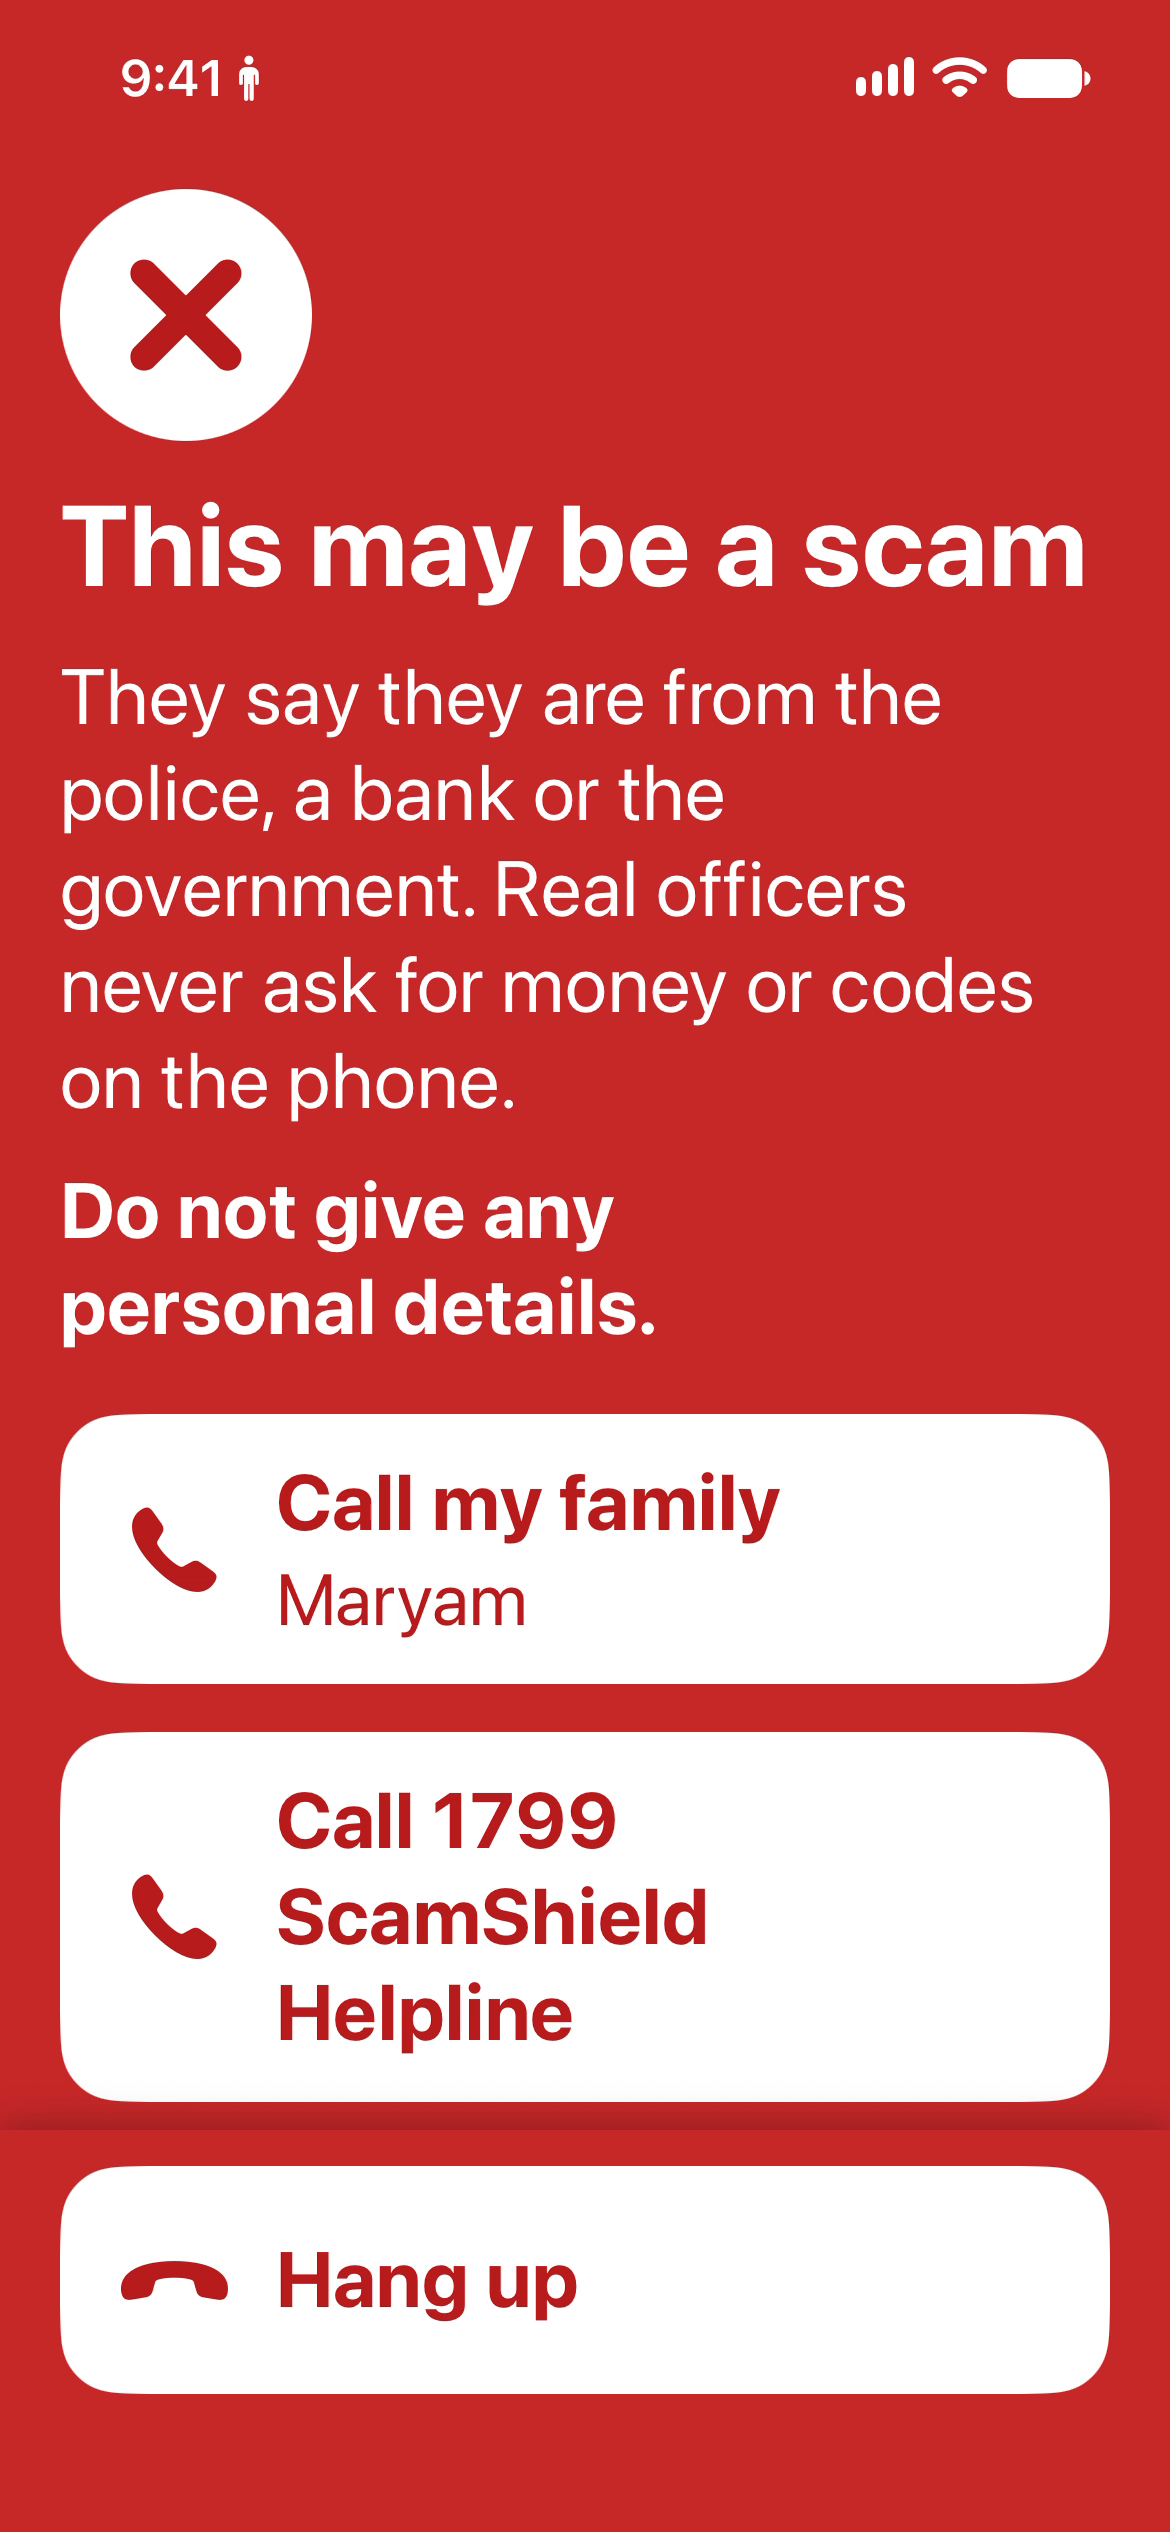 9:41
This may be a scam
They say they are from the
police, a bank or the
government. Real officers
never ask for money or codes
on the phone.
Do not give any
personal details.
Call my family
Maryam
Call 1799
ScamShield
Helpline
Hang up